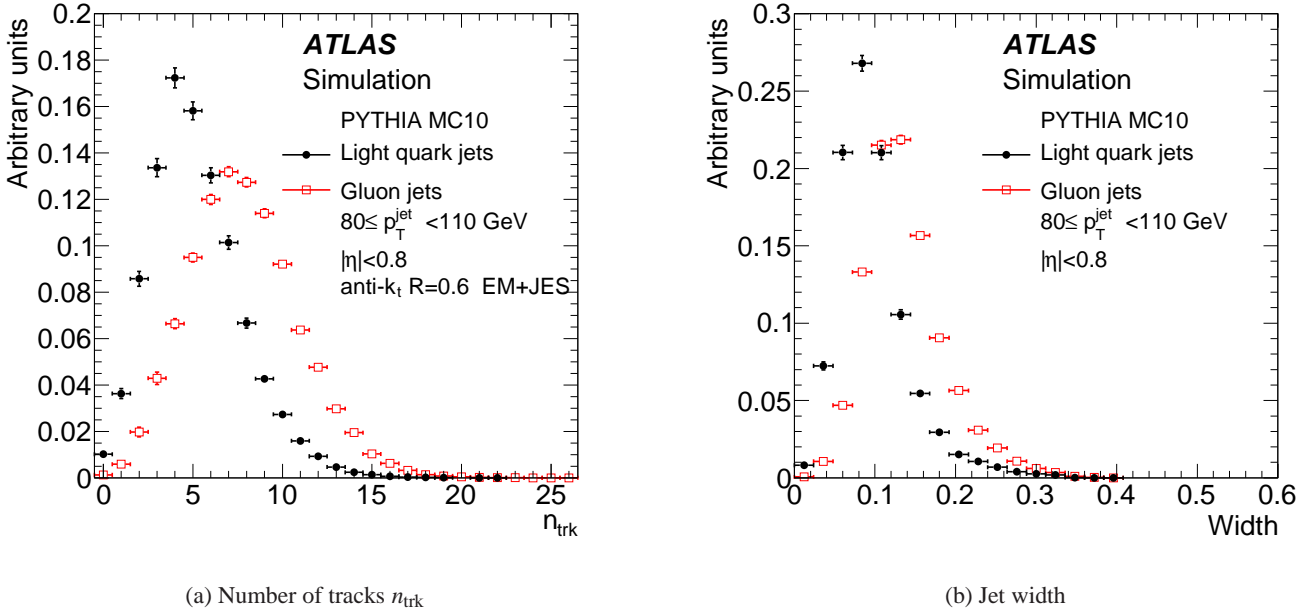 Arbitrary units
0.2
0.18
0.16
0.14
0.12
0.1
0.08
0.06
0.04
0.02
0
ATLAS
Simulation
PYTHIA MC10
Light quark jets
Gluon jets
80≤ p_T^jet <110 GeV
|η|<0.8
anti-k_t R=0.6 EM+JES
0 5 10 15 20 25
n_trk
(a) Number of tracks n_trk
Arbitrary units
0.3
0.25
0.2
0.15
0.1
0.05
0
ATLAS
Simulation
PYTHIA MC10
Light quark jets
Gluon jets
80≤ p_T^jet <110 GeV
|η|<0.8
0 0.1 0.2 0.3 0.4 0.5 0.6
Width
(b) Jet width